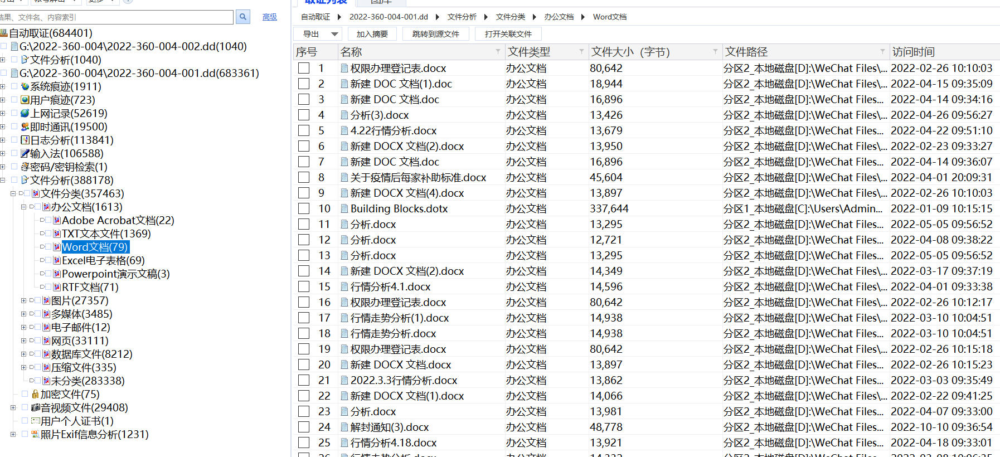 结果、文件名、内容索引
高级
自动取证(684401)
G:\2022-360-004\2022-360-004-002.dd(1040)
文件分析(1040)
G:\2022-360-004\2022-360-004-001.dd(683361)
系统痕迹(1911)
用户痕迹(723)
上网记录(52619)
即时通讯(19500)
日志分析(113841)
输入法(106588)
密码/密钥检索(1)
文件分析(388178)
文件分类(357463)
办公文档(1613)
Adobe Acrobat文档(22)
TXT文本文件(1369)
Word文档(79)
Excel电子表格(69)
Powerpoint演示文稿(3)
RTF文档(71)
图片(27357)
多媒体(3485)
电子邮件(12)
网页(33111)
数据库文件(8212)
压缩文件(335)
未分类(283338)
加密文件(75)
音视频文件(29408)
用户个人证书(1)
照片Exif信息分析(1231)
取证列表 图库
自动取证 2022-360-004-001.dd 文件分析 文件分类 办公文档 Word文档
导出 加入摘要 跳转到源文件 打开关联文件
序号 名称 文件类型 文件大小（字节） 文件路径 访问时间
1 权限办理登记表.docx 办公文档 80,642 分区2_本地磁盘[D]:\WeChat Files\... 2022-02-26 10:10:03
2 新建 DOC 文档(1).doc 办公文档 18,944 分区2_本地磁盘[D]:\WeChat Files\... 2022-04-15 09:35:09
3 新建 DOC 文档.doc 办公文档 16,896 分区2_本地磁盘[D]:\WeChat Files... 2022-04-14 09:34:16
4 分析(3).docx 办公文档 13,426 分区2_本地磁盘[D]:\WeChat Files... 2022-04-26 09:56:27
5 4.22行情分析.docx 办公文档 13,679 分区2_本地磁盘[D]:\WeChat Files\... 2022-04-22 09:51:10
6 新建 DOCX 文档(2).docx 办公文档 13,950 分区2_本地磁盘[D]:\WeChat Files\... 2022-02-23 09:33:27
7 新建 DOC 文档.doc 办公文档 16,896 分区2_本地磁盘[D]:\WeChat Files... 2022-04-14 09:36:07
8 关于疫情后每家补助标准.docx 办公文档 45,604 分区2_本地磁盘[D]:\WeChat Files... 2022-04-01 20:09:31
9 新建 DOCX 文档(4).docx 办公文档 13,897 分区2_本地磁盘[D]:\WeChat Files... 2022-02-26 10:10:03
10 Building Blocks.dotx 办公文档 337,644 分区1_本地磁盘[C]:\Users\Admin... 2022-01-09 10:15:15
11 分析.docx 办公文档 13,295 分区2_本地磁盘[D]:\WeChat Files... 2022-05-05 09:56:52
12 分析.docx 办公文档 12,721 分区2_本地磁盘[D]:\WeChat Files... 2022-04-08 09:38:22
13 分析.docx 办公文档 13,295 分区2_本地磁盘[D]:\WeChat Files... 2022-05-05 09:56:52
14 新建 DOCX 文档(2).docx 办公文档 14,349 分区2_本地磁盘[D]:\WeChat Files... 2022-03-17 09:37:19
15 行情分析4.1.docx 办公文档 14,596 分区2_本地磁盘[D]:\WeChat Files... 2022-04-01 09:33:38
16 权限办理登记表.docx 办公文档 80,642 分区2_本地磁盘[D]:\WeChat Files... 2022-02-26 10:12:17
17 行情走势分析(1).docx 办公文档 14,938 分区2_本地磁盘[D]:\WeChat Files... 2022-03-10 10:04:51
18 行情走势分析.docx 办公文档 14,938 分区2_本地磁盘[D]:\WeChat Files... 2022-03-10 10:04:51
19 权限办理登记表.docx 办公文档 80,642 分区2_本地磁盘[D]:\WeChat Files\... 2022-02-26 10:15:18
20 新建 DOCX 文档.docx 办公文档 13,897 分区2_本地磁盘[D]:\WeChat Files... 2022-02-26 10:15:23
21 2022.3.3行情分析.docx 办公文档 13,862 分区2_本地磁盘[D]:\WeChat Files... 2022-03-03 09:35:49
22 新建 DOCX 文档(1).docx 办公文档 14,066 分区2_本地磁盘[D]:\WeChat Files\... 2022-02-22 09:41:25
23 分析.docx 办公文档 13,981 分区2_本地磁盘[D]:\WeChat Files... 2022-04-07 09:33:00
24 解封通知(3).docx 办公文档 48,778 分区2_本地磁盘[D]:\WeChat Files... 2022-10-10 09:36:54
25 行情分析4.18.docx 办公文档 13,921 分区2_本地磁盘[D]:\WeChat Files\... 2022-04-18 09:33:01